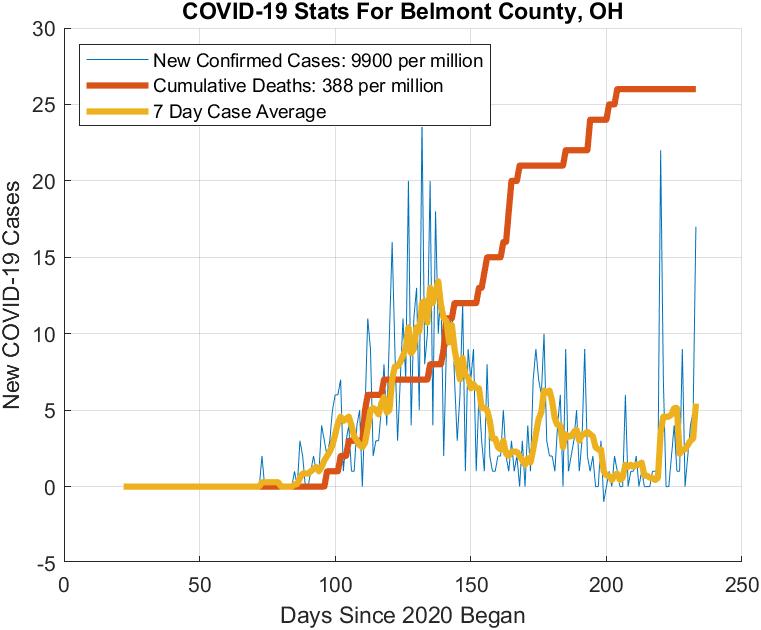 COVID-19 Stats For Belmont County, OH
New Confirmed Cases: 9900 per million
Cumulative Deaths: 388 per million
7 Day Case Average
30
25
20
15
10
5
0
-5
New COVID-19 Cases
0 50 100 150 200 250
Days Since 2020 Began